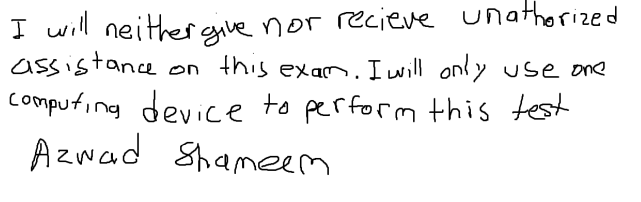 I will neither give nor recieve unathorized
assistance on this exam. I will only use one
computing device to perform this test
Azwad Shameem